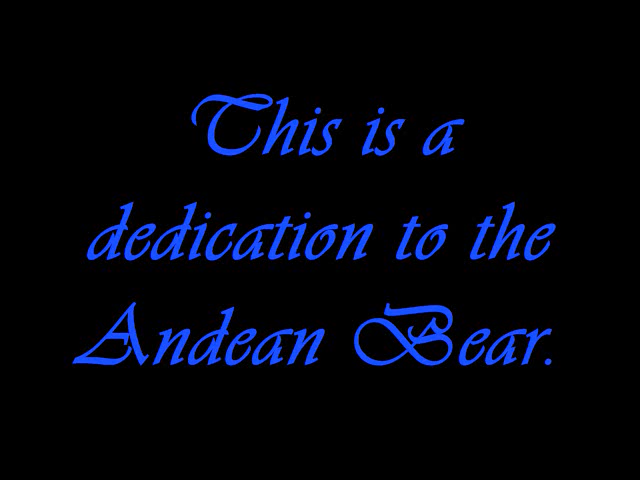 This is a
dedication to the
Andean Bear.